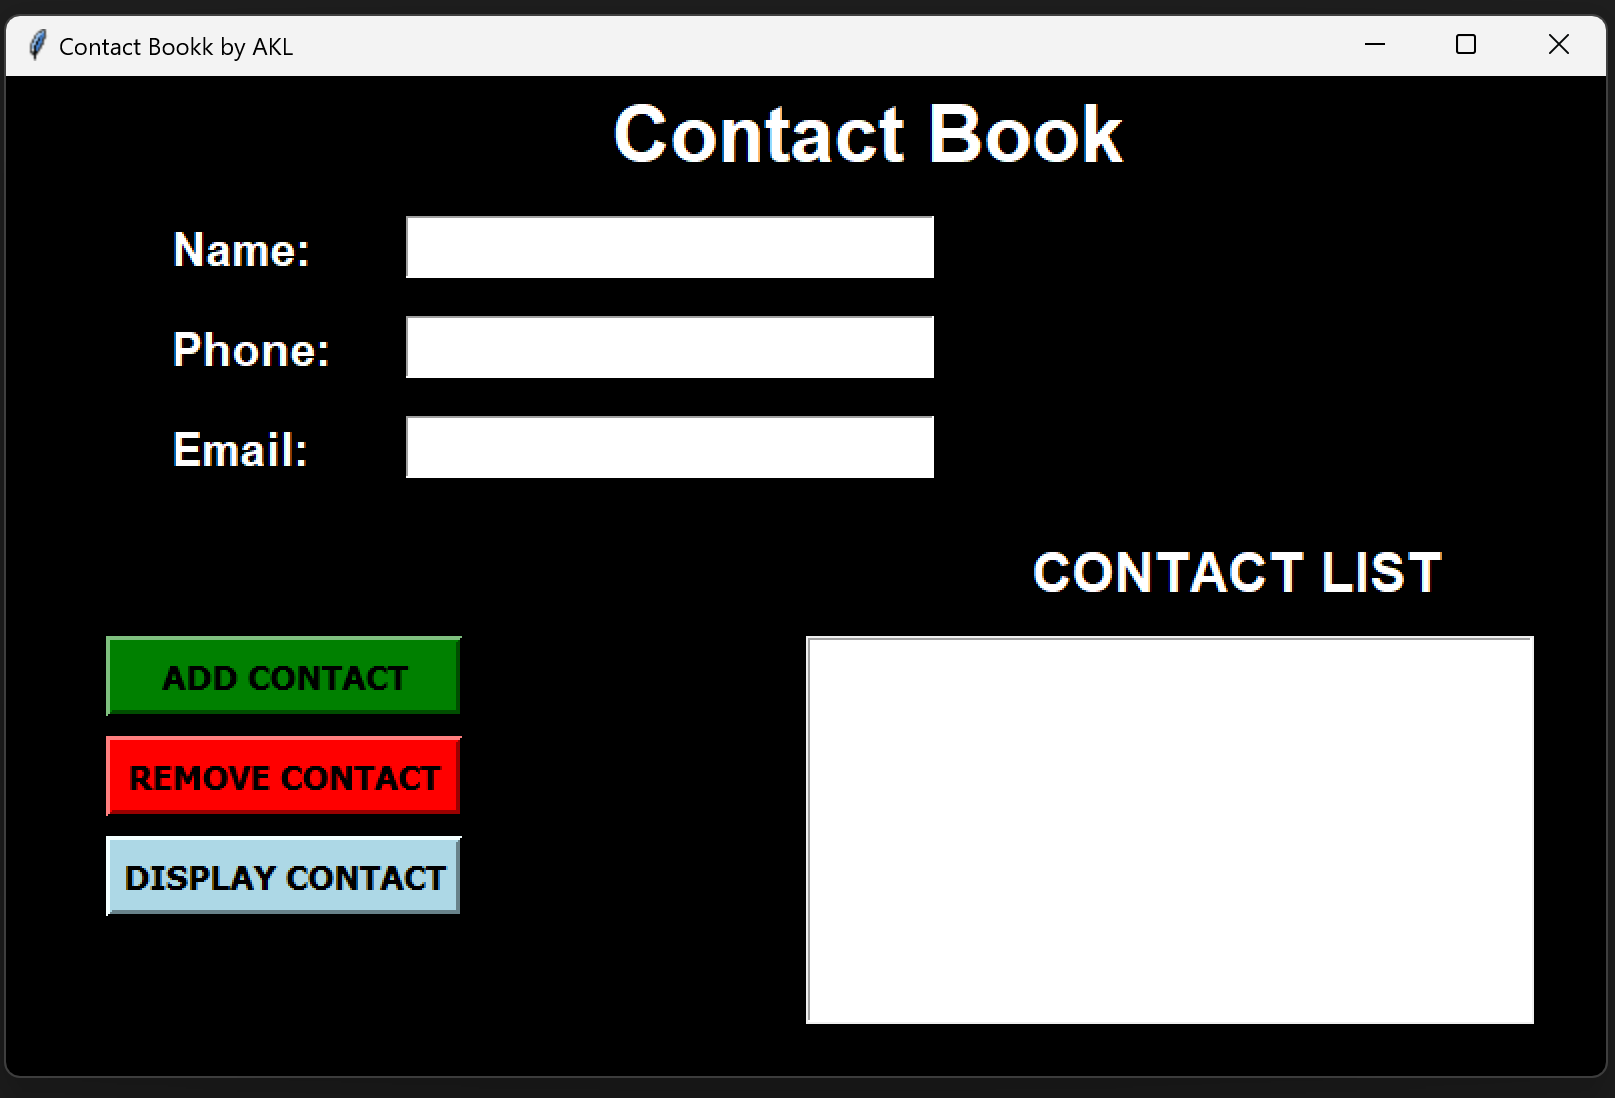 Contact Bookk by AKL
Contact Book
Name:
Phone:
Email:
CONTACT LIST
ADD CONTACT
REMOVE CONTACT
DISPLAY CONTACT